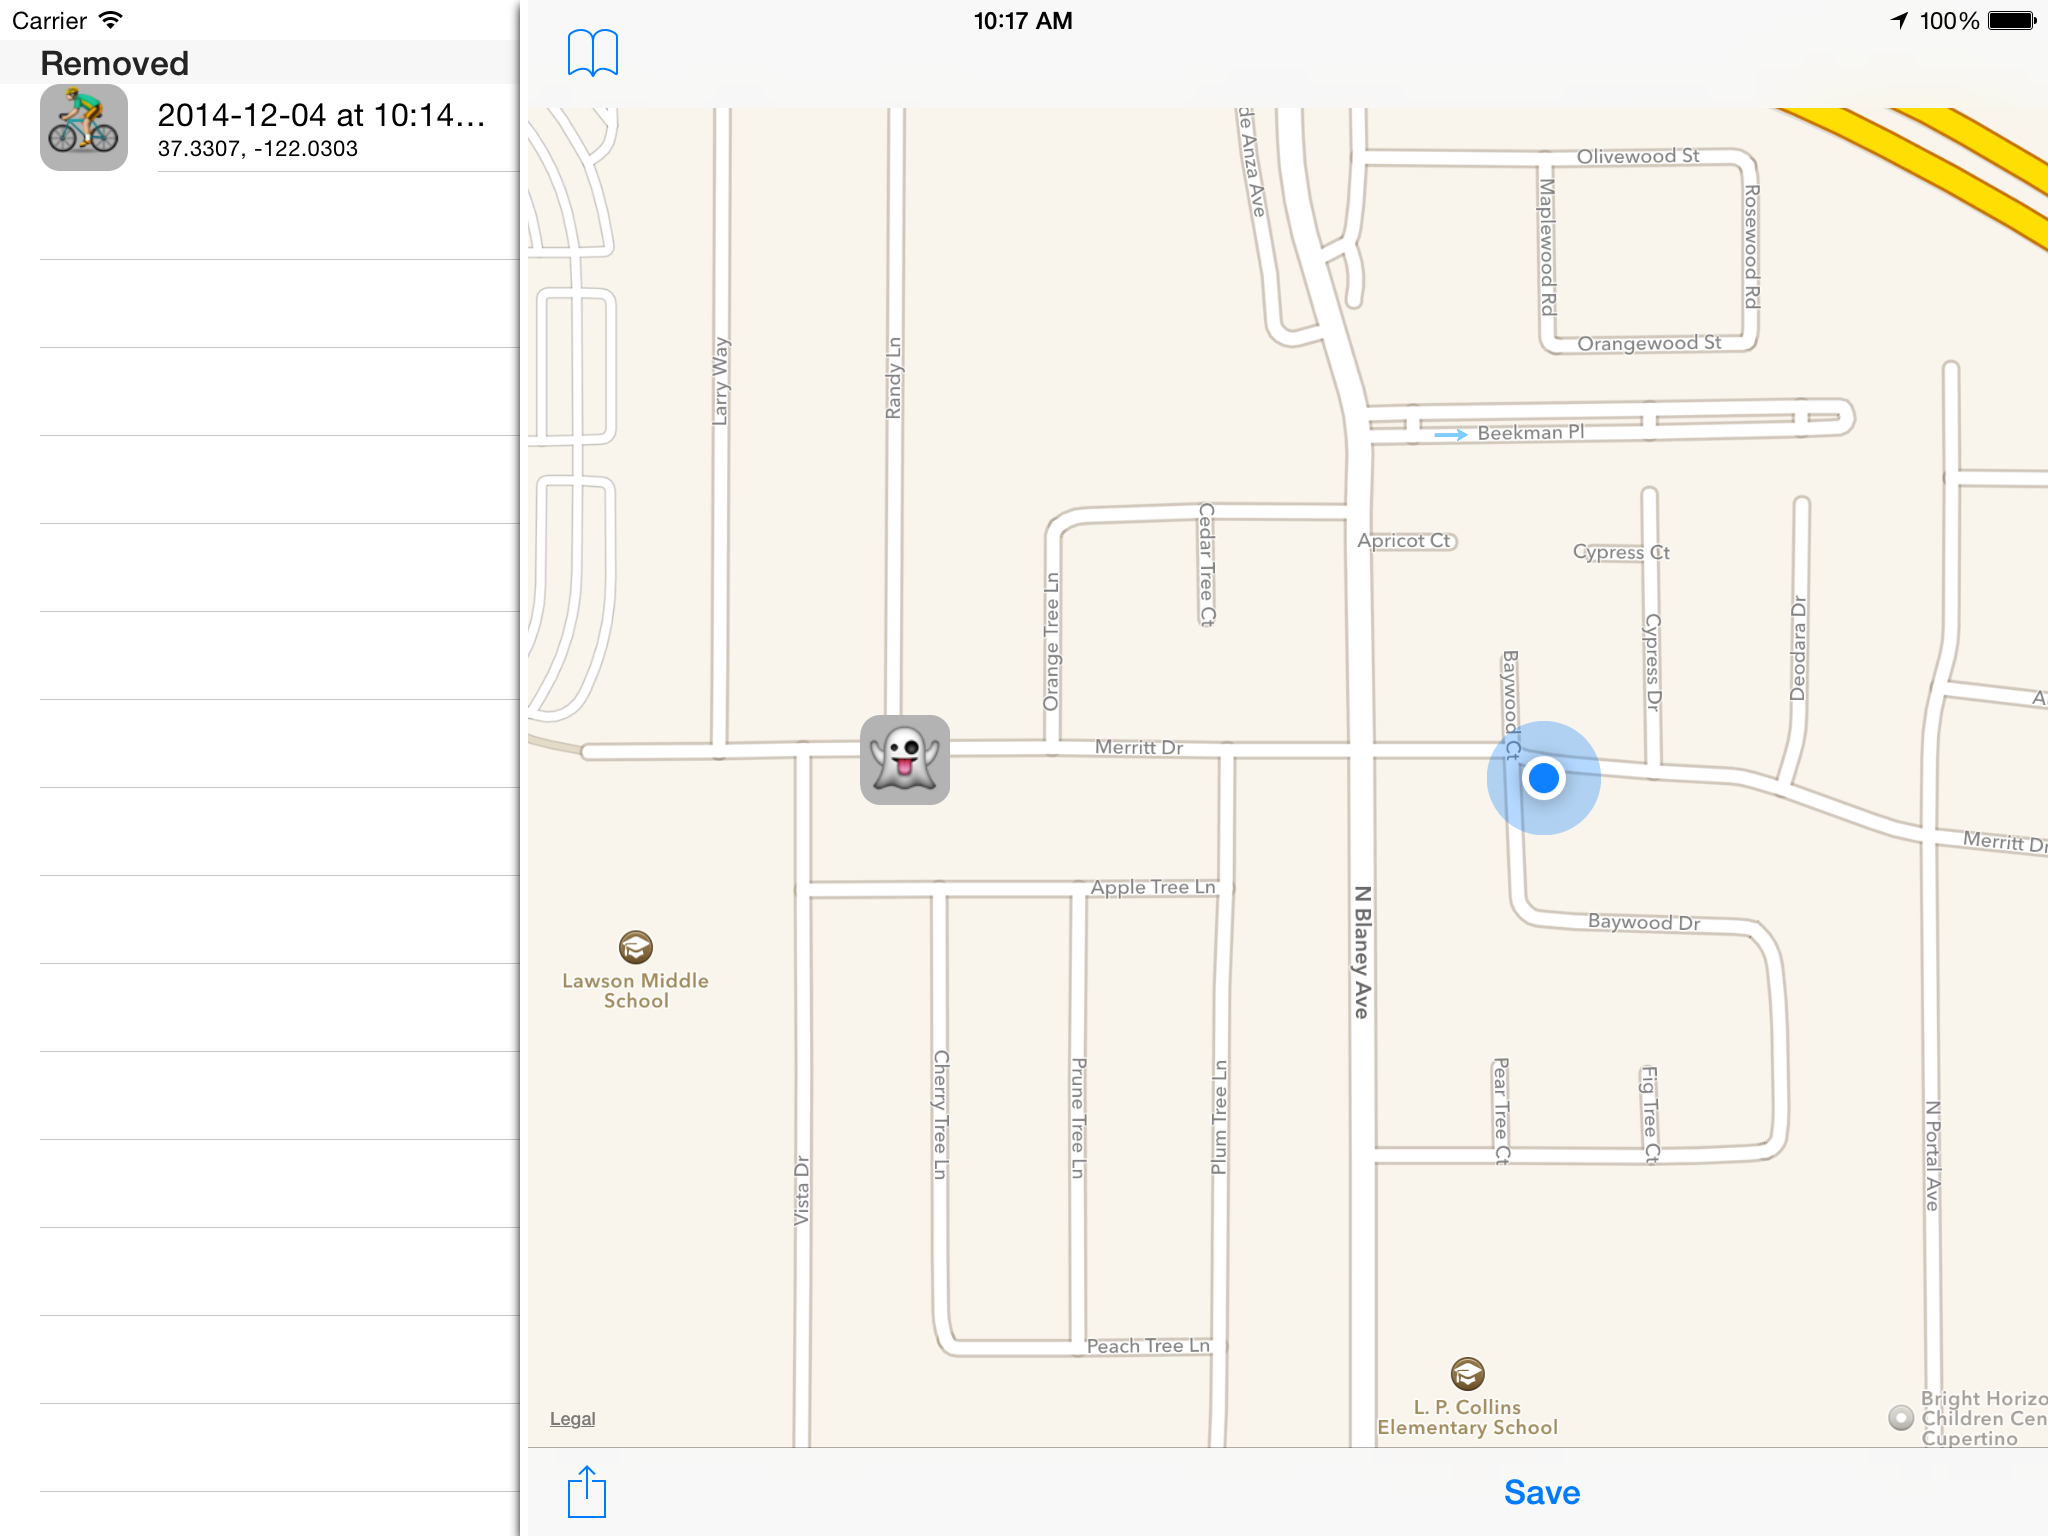 Carrier
10:17 AM
100%
Removed
2014-12-04 at 10:14…
37.3307, -122.0303
de Anza Ave
Olivewood St
Maplewood Rd
Rosewood Rd
Orangewood St
Larry Way
Randy Ln
Beekman Pl
Cedar Tree Ct
Apricot Ct
Cypress Ct
Orange Tree Ln
Baywood Ct
Cypress Dr
Deodara Dr
A
Merritt Dr
Merritt Dr
Apple Tree Ln
N Blaney Ave
Baywood Dr
Lawson Middle
School
Cherry Tree Ln
Prune Tree Ln
Plum Tree Ln
Pear Tree Ct
Fig Tree Ct
N Portal Ave
Vista Dr
Peach Tree Ln
L. P. Collins
Elementary School
Bright Horizo
Children Cen
Cupertino
Legal
Save